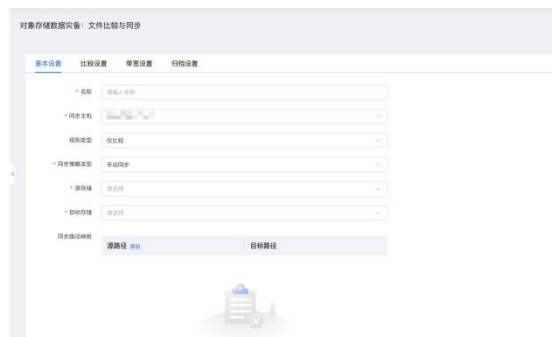 对象存储数据灾备：文件比较与同步
基本设置 比较设置 带宽设置 归档设置
* 名称 请输入名称
* 同步主机
规则类型 仅比较
* 同步策略类型 手动同步
* 源存储 请选择
* 目标存储 请选择
同步路径映射
源路径 添加 目标路径